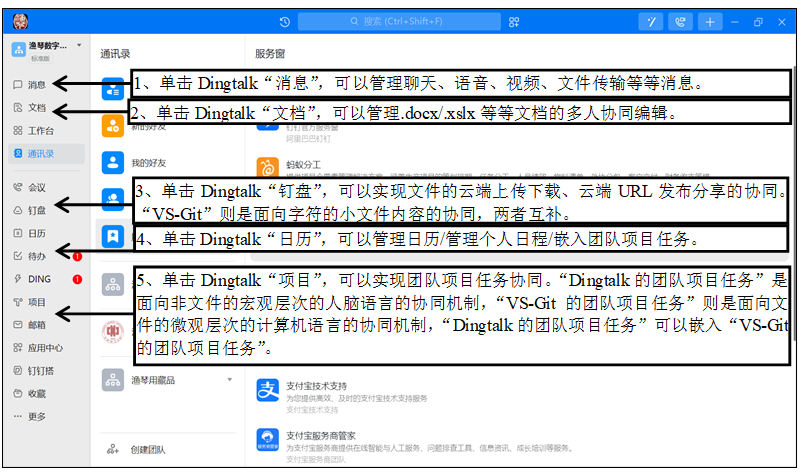 搜索 (Ctrl+Shift+F)
渔琴数字...
标准版
通讯录
服务窗
消息
文档
工作台
通讯录
会议
钉盘
日历
待办
1
DING
1
项目
邮箱
应用中心
钉钉搭
收藏
更多
1、单击 Dingtalk“消息”，可以管理聊天、语音、视频、文件传输等等消息。
2、单击 Dingtalk“文档”，可以管理.docx/.xslx 等等文档的多人协同编辑。
新的好友
钉钉官方服务窗
阿里巴巴钉钉
我的好友
蚂蚁分工
3、单击 Dingtalk“钉盘”，可以实现文件的云端上传下载、云端 URL 发布分享的协同。
“VS-Git”则是面向字符的小文件内容的协同，两者互补。
4、单击 Dingtalk“日历”，可以管理日历/管理个人日程/嵌入团队项目任务。
5、单击 Dingtalk“项目”，可以实现团队项目任务协同。“Dingtalk 的团队项目任务”是
面向非文件的宏观层次的人脑语言的协同机制，“VS-Git 的团队项目任务”则是面向文
件的微观层次的计算机语言的协同机制，“Dingtalk 的团队项目任务”可以嵌入“VS-Git
的团队项目任务”。
渔琴用藏品
创建团队
支付宝技术支持
为您提供高效、及时的支付宝技术支持服务
支付宝技术支持
支付宝服务商管家
为支付宝服务商提供在线智能与人工服务、问题排查工具、信息资讯、成长培训等服务。
支付宝服务商团队